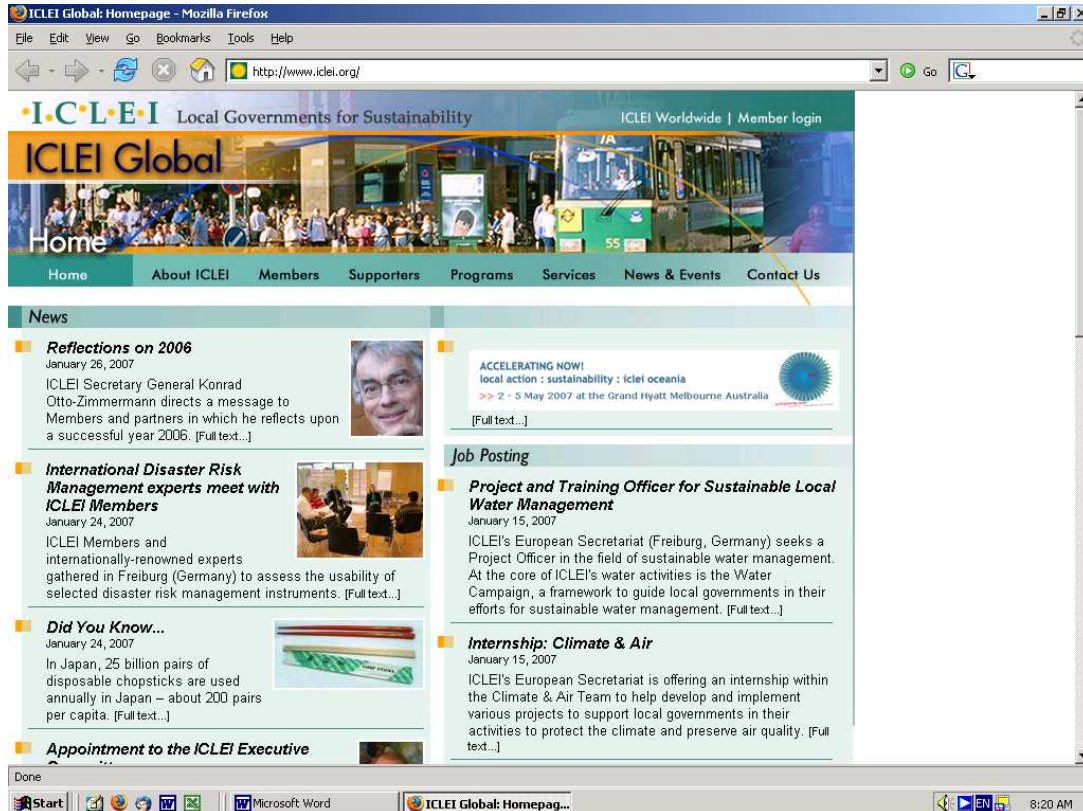 ICLEI Global: Homepage - Mozilla Firefox
File Edit View Go Bookmarks Tools Help
http://www.iclei.org/
Go
G
I·C·L·E·I Local Governments for Sustainability
ICLEI Worldwide | Member login
ICLEI Global
7A
55
Home
Home About ICLEI Members Supporters Programs Services News & Events Contact Us
News
Reflections on 2006
January 26, 2007
ICLEI Secretary General Konrad
Otto-Zimmermann directs a message to
Members and partners in which he reflects upon
a successful year 2006. [Full text...]
International Disaster Risk
Management experts meet with
ICLEI Members
January 24, 2007
ICLEI Members and
internationally-renowned experts
gathered in Freiburg (Germany) to assess the usability of
selected disaster risk management instruments. [Full text...]
Did You Know...
January 24, 2007
In Japan, 25 billion pairs of
disposable chopsticks are used
annually in Japan – about 200 pairs
per capita. [Full text...]
Appointment to the ICLEI Executive
ACCELERATING NOW!
local action : sustainability : iclei oceania
>> 2 - 5 May 2007 at the Grand Hyatt Melbourne Australia
[Full text...]
Job Posting
Project and Training Officer for Sustainable Local
Water Management
January 15, 2007
ICLEI's European Secretariat (Freiburg, Germany) seeks a
Project Officer in the field of sustainable water management.
At the core of ICLEI's water activities is the Water
Campaign, a framework to guide local governments in their
efforts for sustainable water management. [Full text...]
Internship: Climate & Air
January 15, 2007
ICLEI's European Secretariat is offering an internship within
the Climate & Air Team to help develop and implement
various projects to support local governments in their
activities to protect the climate and preserve air quality. [Full
text...]
Done
Start
Microsoft Word
ICLEI Global: Homepag...
EN
8:20 AM